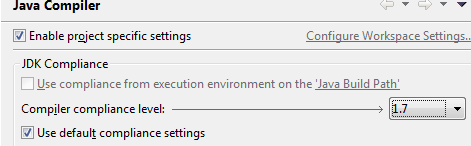 Java Compiler
Enable project specific settings Configure Workspace Settings..
JDK Compliance
Use compliance from execution environment on the 'Java Build Path'
Compiler compliance level: 1.7
Use default compliance settings